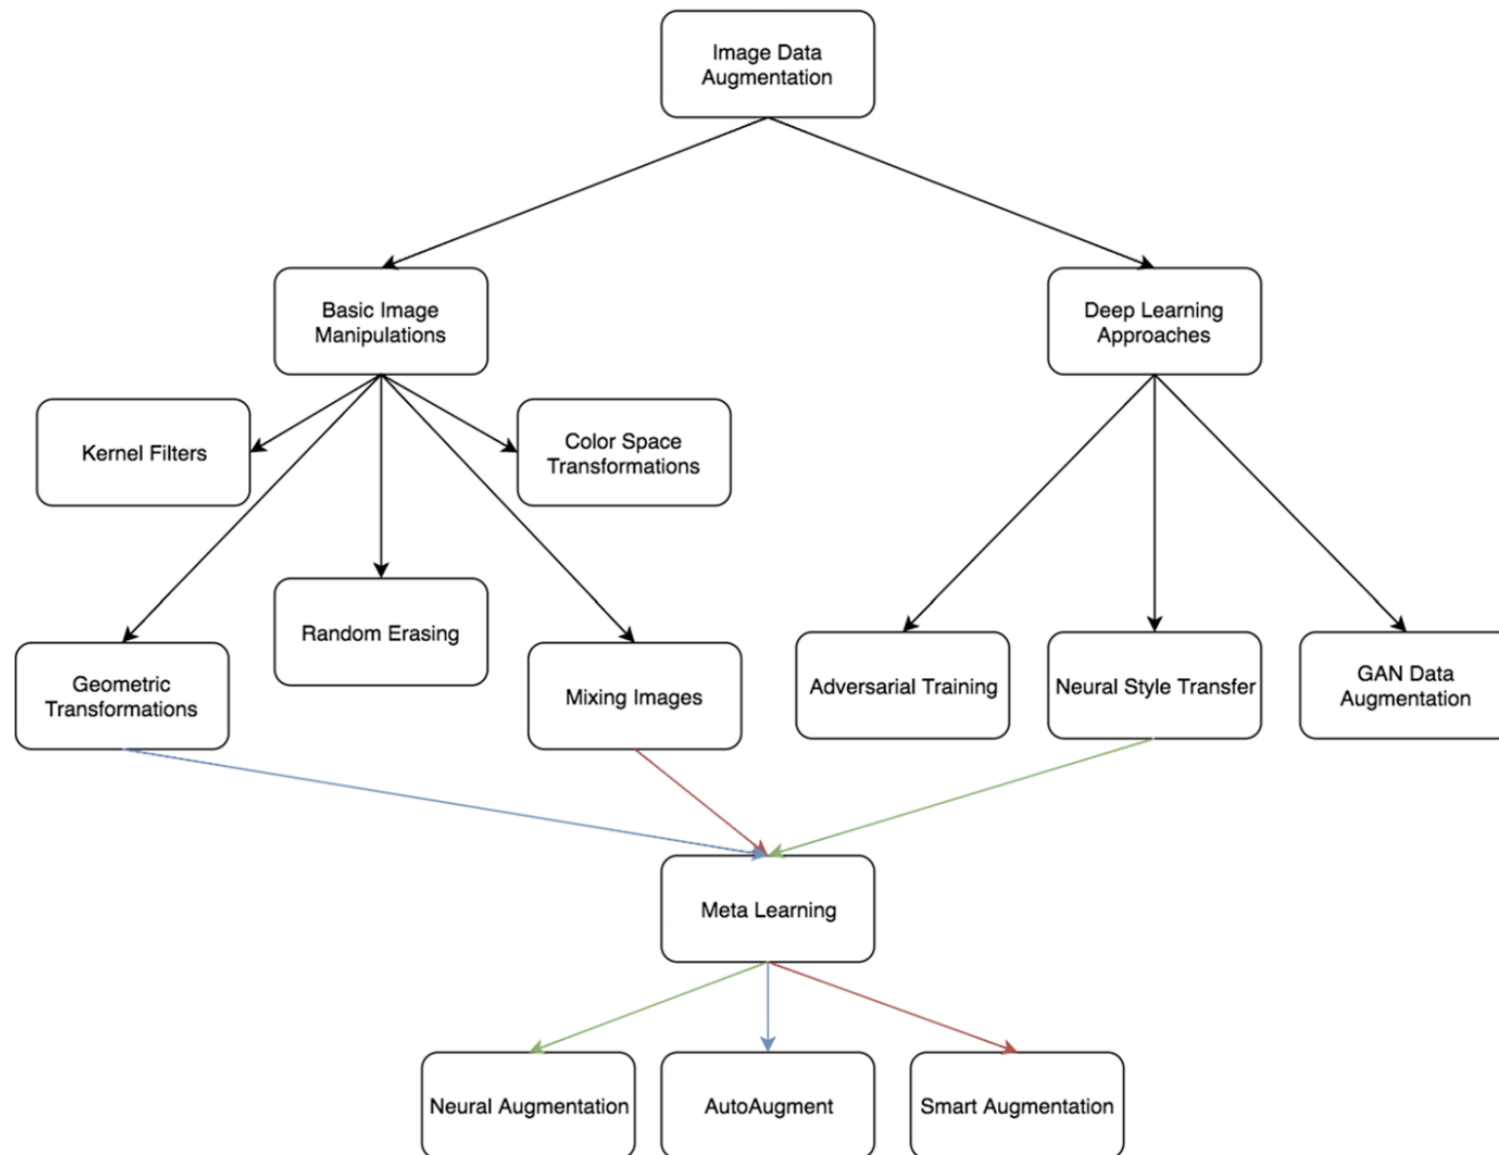 Image Data
Augmentation
Basic Image
Manipulations
Deep Learning
Approaches
Kernel Filters
Color Space
Transformations
Geometric
Transformations
Random Erasing
Mixing Images
Adversarial Training
Neural Style Transfer
GAN Data
Augmentation
Meta Learning
Neural Augmentation
AutoAugment
Smart Augmentation